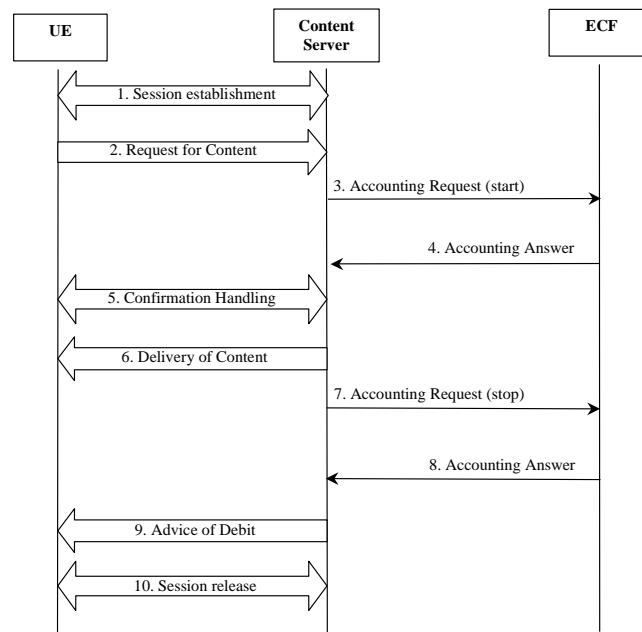 UE
Content
Server
ECF
1. Session establishment
2. Request for Content
3. Accounting Request (start)
4. Accounting Answer
5. Confirmation Handling
6. Delivery of Content
7. Accounting Request (stop)
8. Accounting Answer
9. Advice of Debit
10. Session release